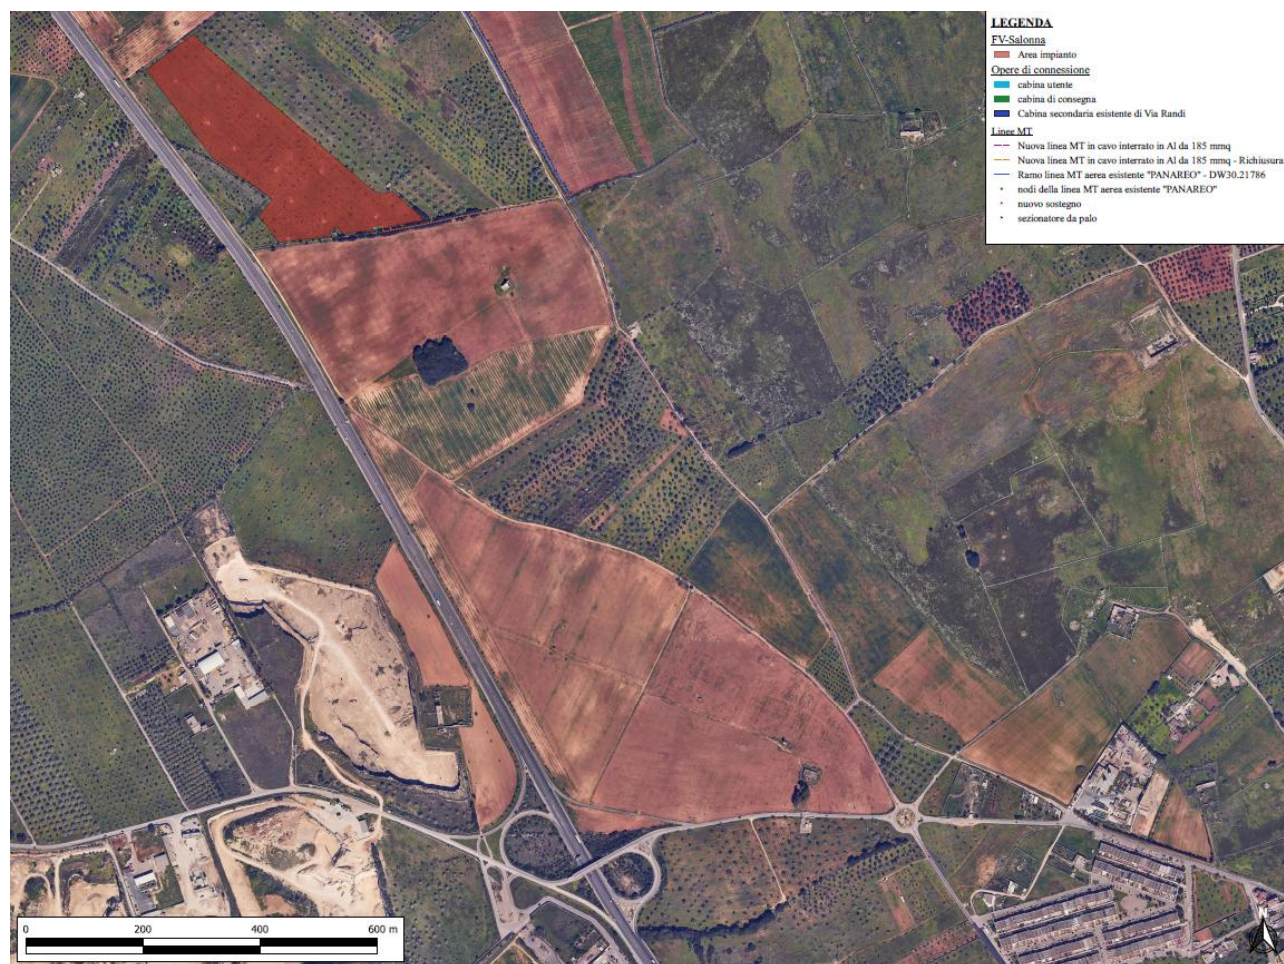 LEGENDA
FV-Salonna
Area impianto
Opere di connessione
cabina utente
cabina di consegna
Cabina secondaria esistente di Via Randi
Linee MT
Nuova linea MT in cavo interrato in Al da 185 mmq
Nuova linea MT in cavo interrato in Al da 185 mmq - Richiusura
Ramo linea MT aerea esistente "PANAREO" - DW30.21786
nodi della linea MT aerea esistente "PANAREO"
nuovo sostegno
sezionatore da palo
0 200 400 600 m